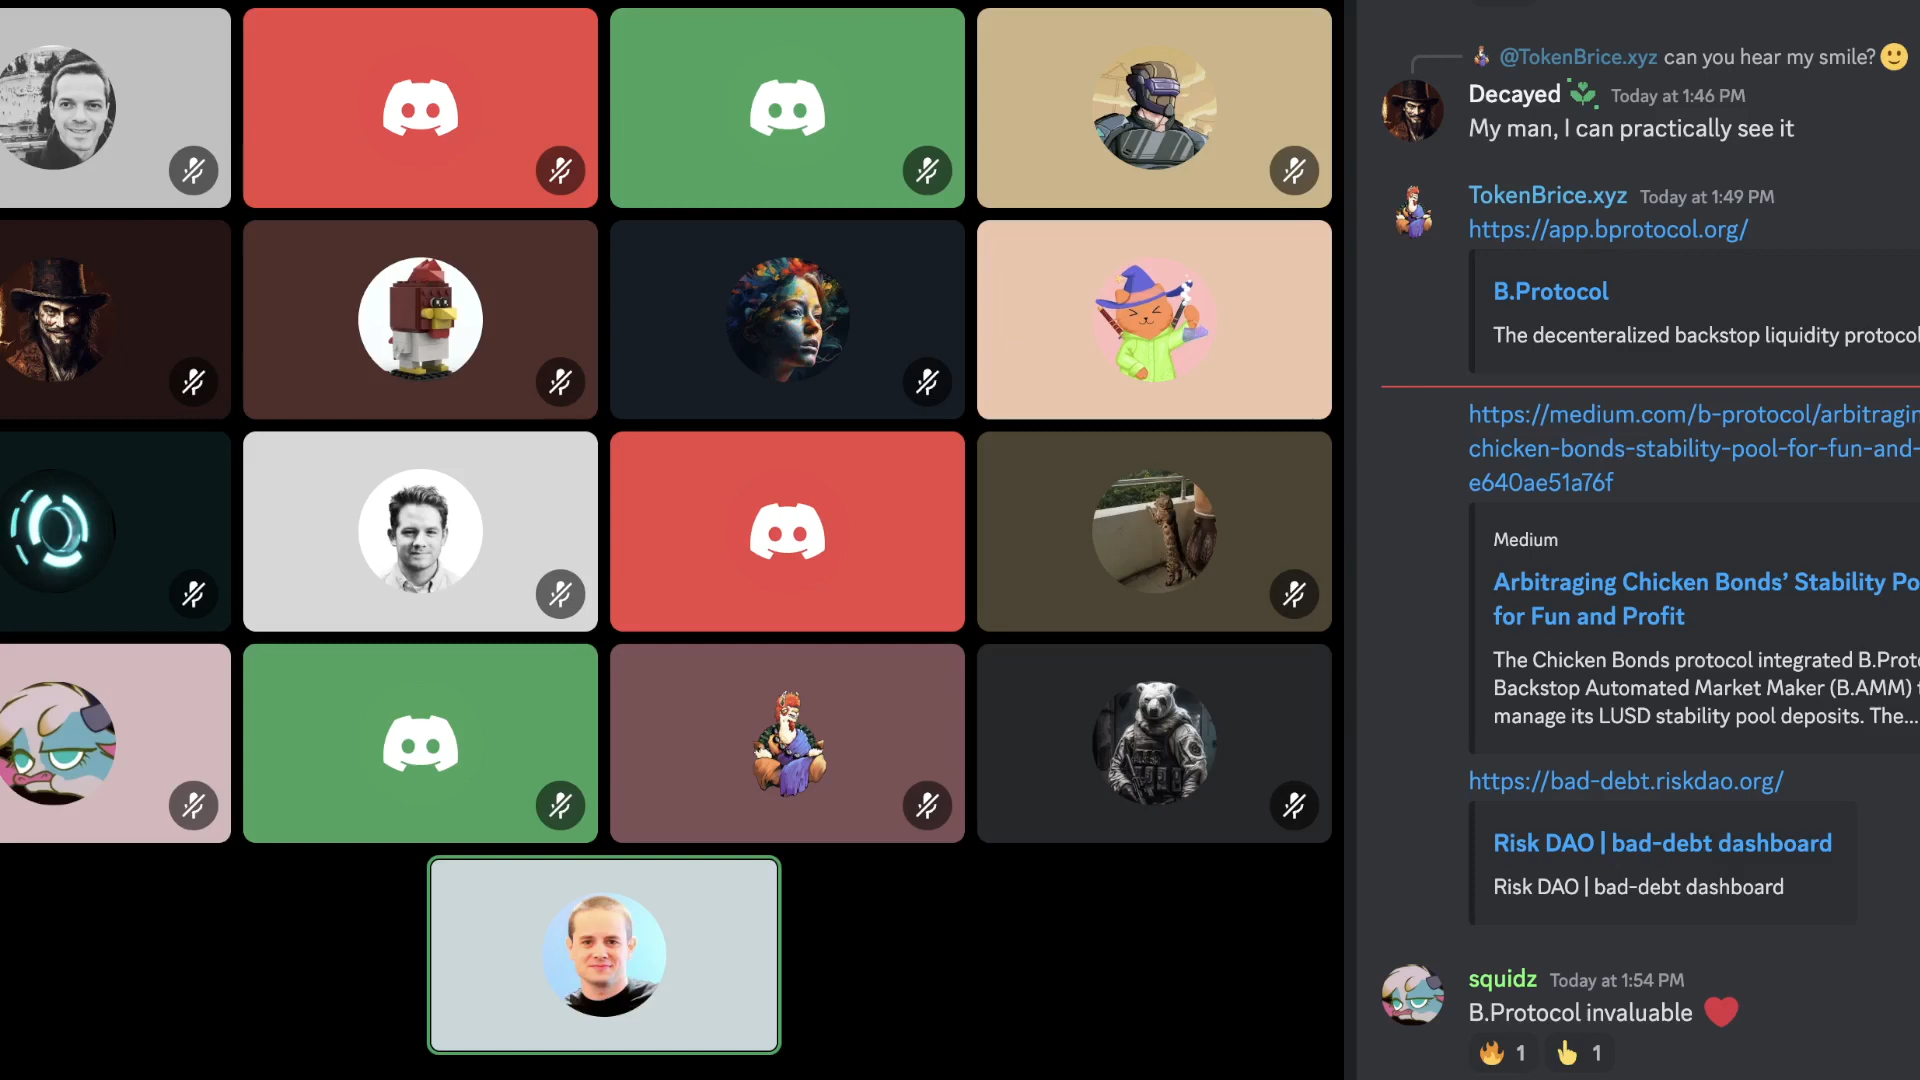 @TokenBrice.xyz can you hear my smile?
Decayed Today at 1:46 PM
My man, I can practically see it
TokenBrice.xyz Today at 1:49 PM
https://app.bprotocol.org/
B.Protocol
The decenteralized backstop liquidity protocol
https://medium.com/b-protocol/arbitragin
chicken-bonds-stability-pool-for-fun-and-
e640ae51a76f
Medium
Arbitraging Chicken Bonds’ Stability Po
for Fun and Profit
The Chicken Bonds protocol integrated B.Proto
Backstop Automated Market Maker (B.AMM) t
manage its LUSD stability pool deposits. The...
https://bad-debt.riskdao.org/
Risk DAO | bad-debt dashboard
Risk DAO | bad-debt dashboard
squidz Today at 1:54 PM
B.Protocol invaluable
1 1